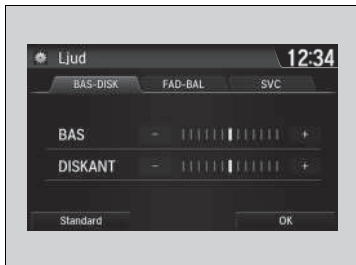 Ljud 12:34
BAS-DISK FAD-BAL SVC
BAS - +
DISKANT - +
Standard OK